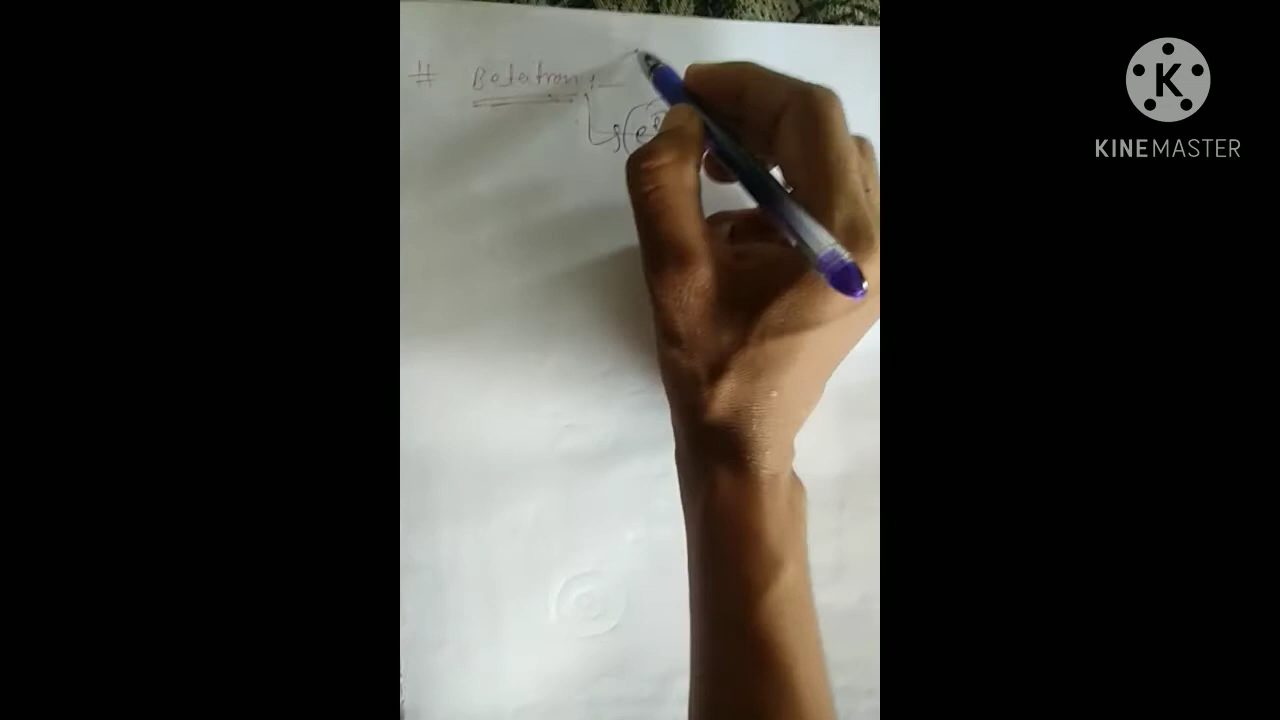 # Betatron :—
(e
KINEMASTER